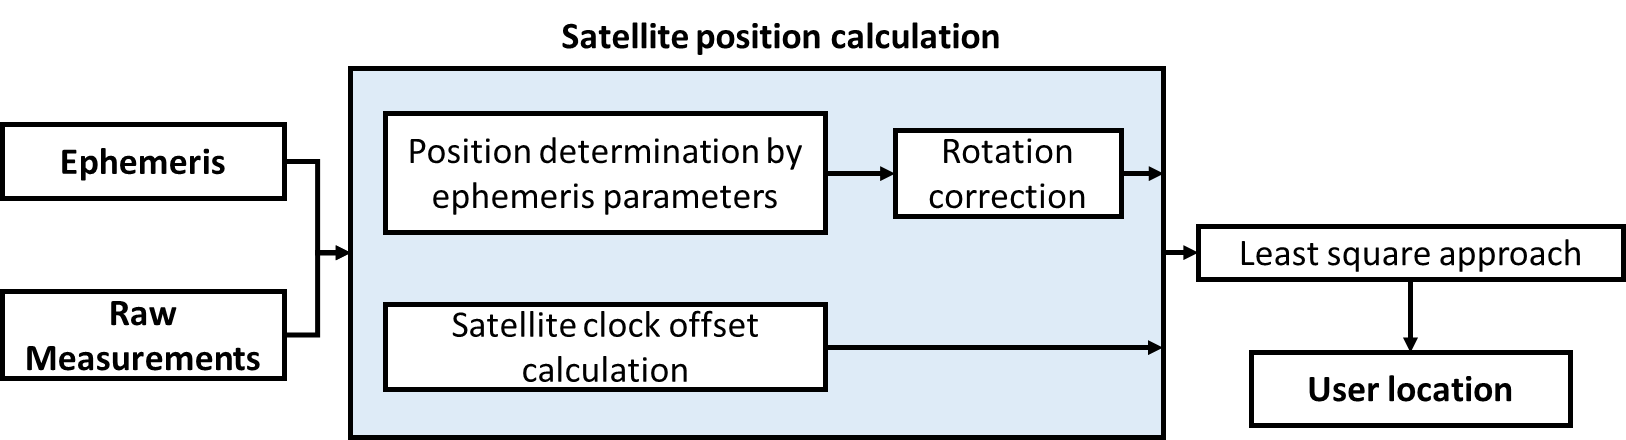 Satellite position calculation
Ephemeris
Raw
Measurements
Position determination by
ephemeris parameters
Rotation
correction
Satellite clock offset
calculation
Least square approach
User location